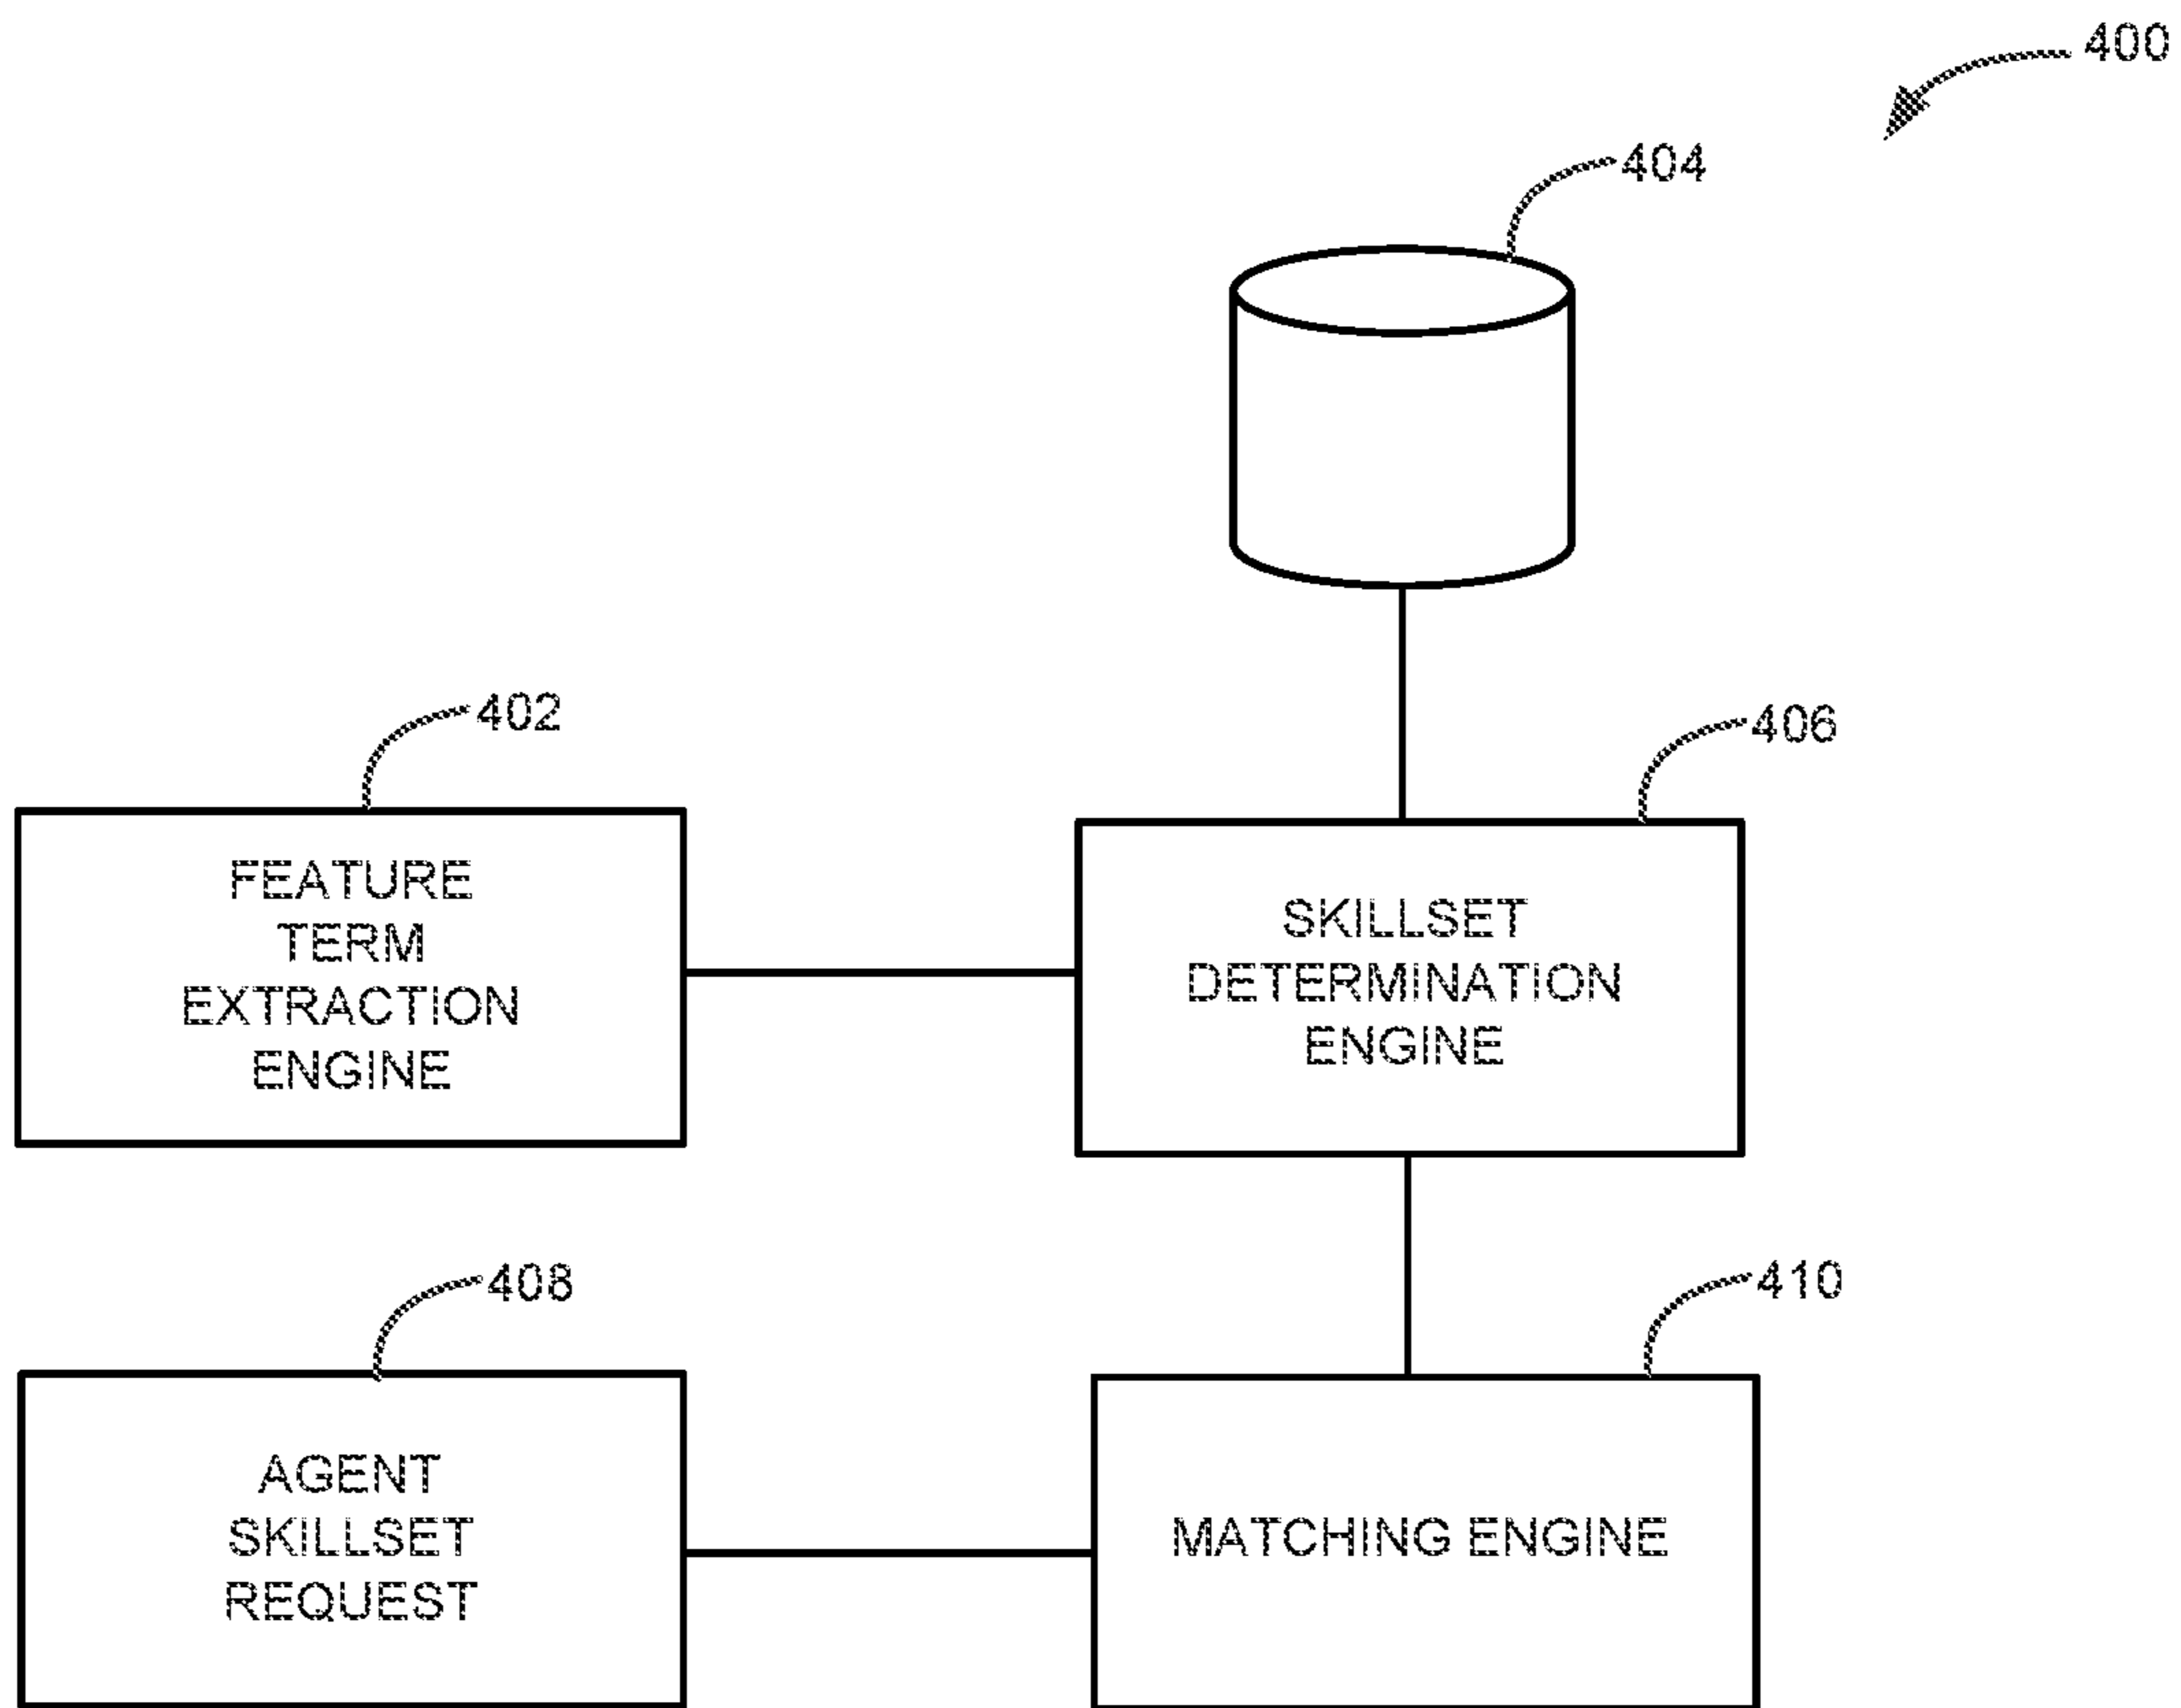 400
404
402
406
FEATURE
TERM
EXTRACTION
ENGINE
SKILLSET
DETERMINATION
ENGINE
408
410
AGENT
SKILLSET
REQUEST
MATCHING ENGINE